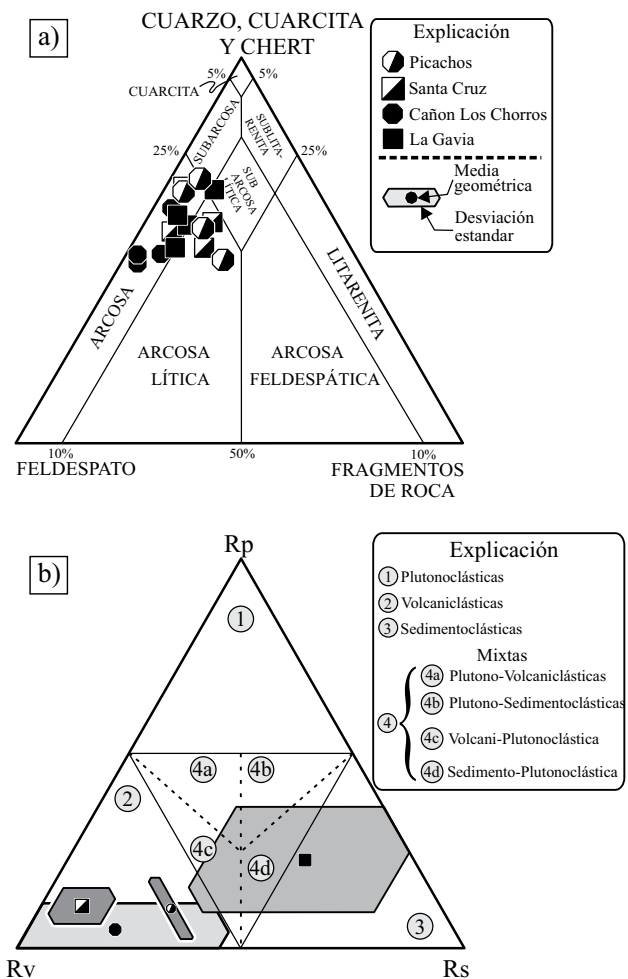 a)
CUARZO, CUARCITA
Y CHERT
5%
5%
CUARCITA
SUBARCOSA
SUBLITA-
RENITA
25%
25%
SUB
ARCOSA
LÍTICA
ARCOSA
LITARENITA
ARCOSA
LÍTICA
ARCOSA
FELDESPÁTICA
10%
50%
10%
FELDESPATO
FRAGMENTOS
DE ROCA
Explicación
Picachos
Santa Cruz
Cañon Los Chorros
La Gavia
Media
geométrica
Desviación
estandar
b)
Rp
1
4a
4b
2
4c
4d
3
Rv
Rs
Explicación
1 Plutonoclásticas
2 Volcaniclásticas
3 Sedimentoclásticas
Mixtas
4
4a Plutono-Volcaniclásticas
4b Plutono-Sedimentoclásticas
4c Volcani-Plutonoclástica
4d Sedimento-Plutonoclástica